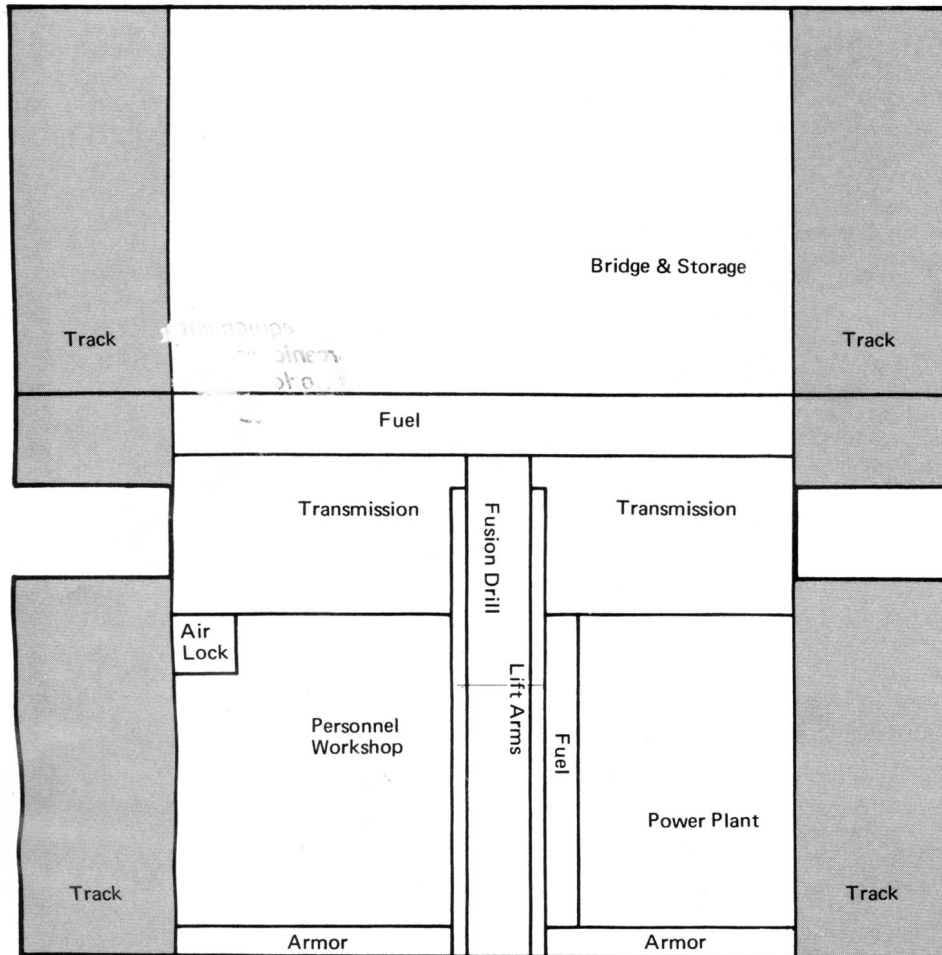 Bridge & Storage
Track
Track
Fuel
Transmission
Transmission
Fusion Drill
Air
Lock
Lift Arms
Personnel
Workshop
Fuel
Power Plant
Track
Track
Armor
Armor